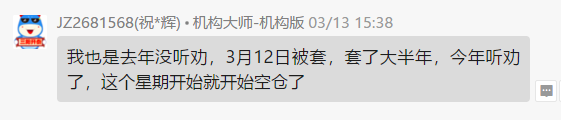 JZ2681568(祝*辉) • 机构大师-机构版 03/13 15:38
我也是去年没听劝，3月12日被套，套了大半年，今年听劝
了，这个星期开始就开始空仓了